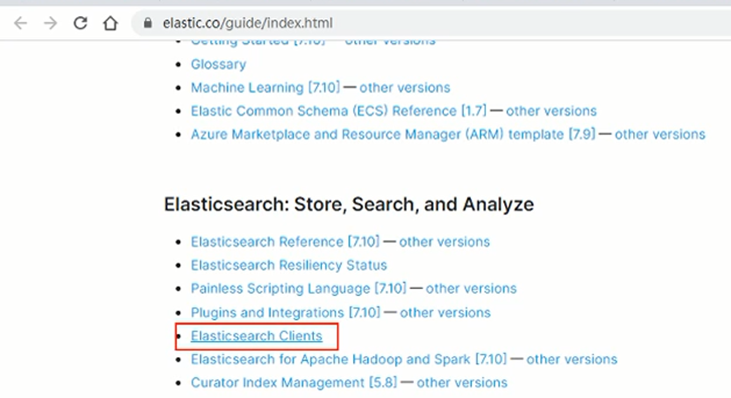 elastic.co/guide/index.html
Getting Started [7.10] — other versions
Glossary
Machine Learning [7.10] — other versions
Elastic Common Schema (ECS) Reference [1.7] — other versions
Azure Marketplace and Resource Manager (ARM) template [7.9] — other versions
Elasticsearch: Store, Search, and Analyze
Elasticsearch Reference [7.10] — other versions
Elasticsearch Resiliency Status
Painless Scripting Language [7.10] — other versions
Plugins and Integrations [7.10] — other versions
Elasticsearch Clients
Elasticsearch for Apache Hadoop and Spark [7.10] — other versions
Curator Index Management [5.8] — other versions